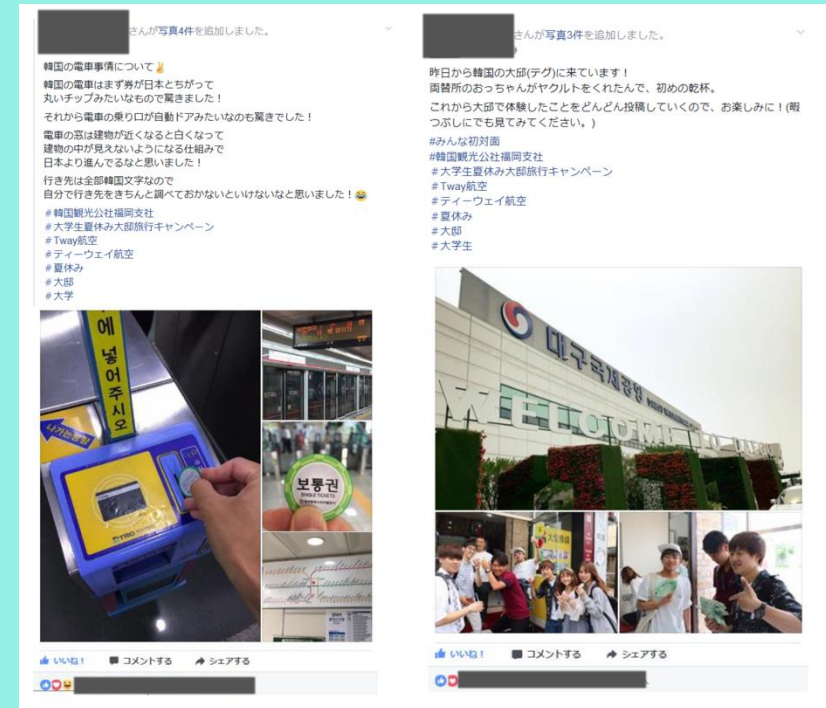 さんが写真4件を追加しました。
韓国の電車事情について✌
韓国の電車はまず券が日本とちがって
丸いチップみたいなもので驚きました！
それから電車の乗り口が自動ドアみたいなのも驚きでした！
電車の窓は建物が近くなると白くなって
建物の中が見えないようになる仕組みで
日本より進んでるなと思いました！
行き先は全部韓国文字なので
自分で行き先をきちんと調べておかないといけないなと思いました！😂
#韓国観光公社福岡支社
#大学生夏休み大邸旅行キャンペーン
#Tway航空
#ティーウェイ航空
#夏休み
#大邸
#大学
에 넣어주시오
나가는방향
보통권
SINGLE TICKETS
いいね！ コメントする シェアする
さんが写真3件を追加しました。
昨日から韓国の大邱(テグ)に来ています！
両替所のおっちゃんがヤクルトをくれたんで、初めの乾杯。
これから大邱で体験したことをどんどん投稿していくので、お楽しみに！(暇
つぶしにでも見てみてください。)
#みんな初対面
#韓国観光公社福岡支社
#大学生夏休み大邸旅行キャンペーン
#Tway航空
#ティーウェイ航空
#夏休み
#大邸
#大学生
대구국제공항
WELCOME TO DAEGU
いいね！ コメントする シェアする